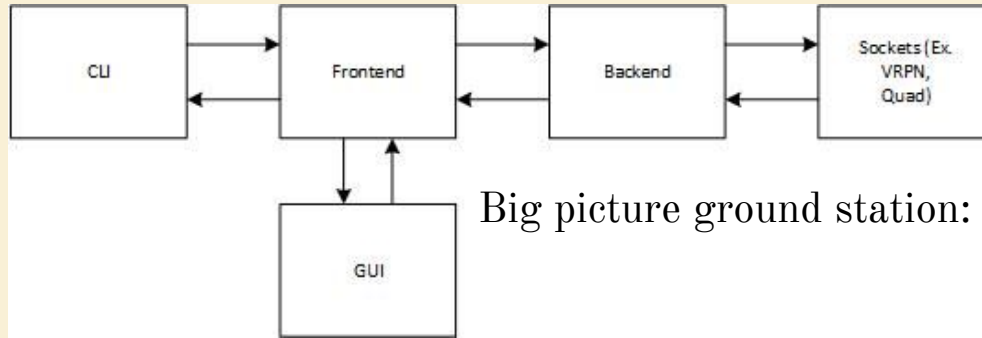 CLI
Frontend
Backend
Sockets (Ex.
VRPN,
Quad)
Big picture ground station:
GUI